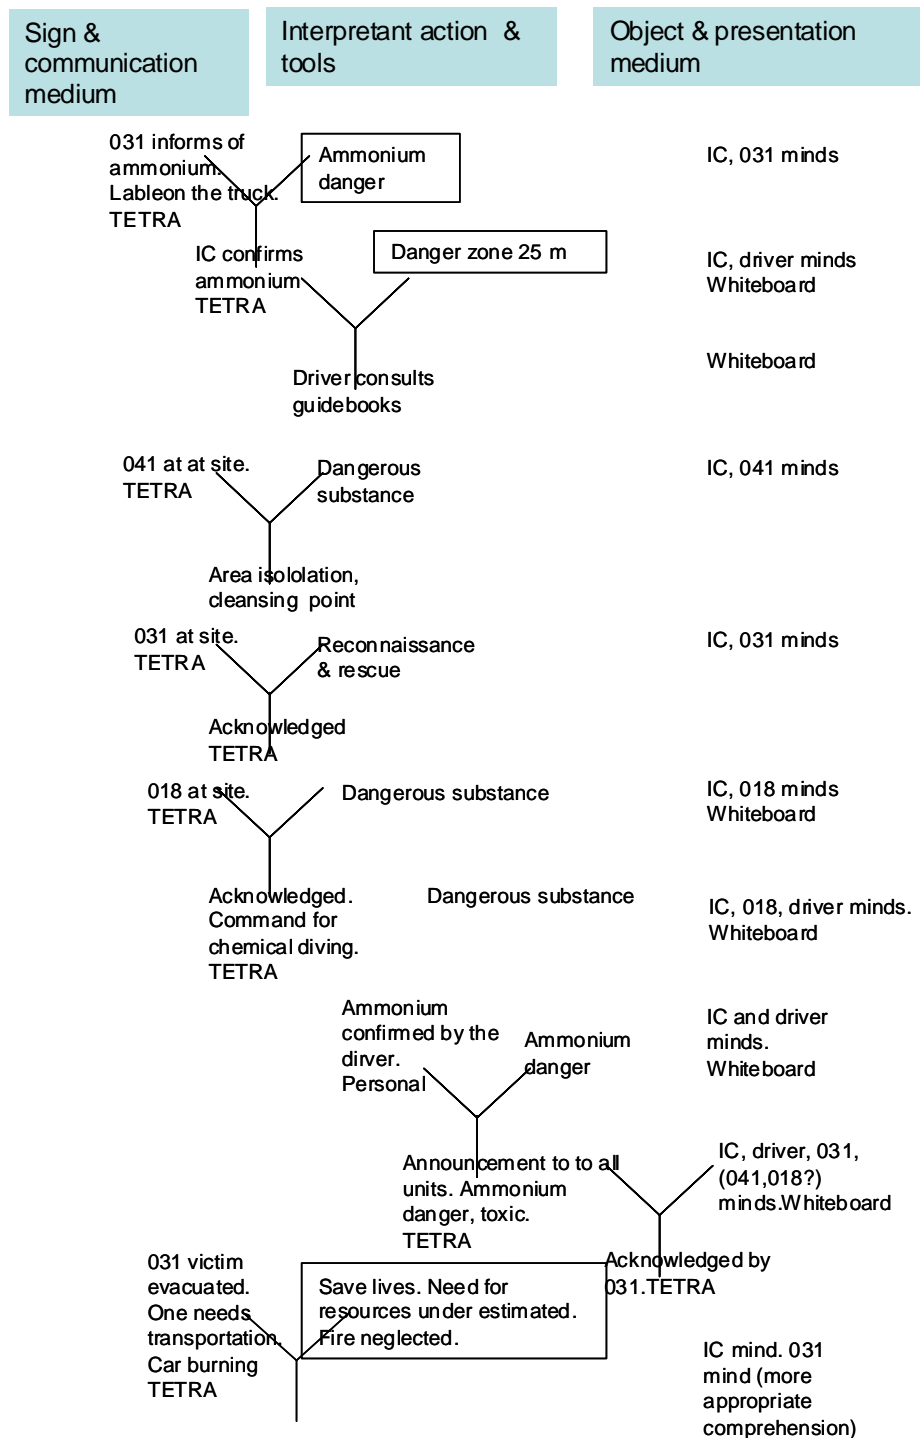 Sign &
communication
medium
Interpretant action & 
tools
Object & presentation
medium
031 informs of
ammonium.
Lableon the truck.
TETRA
Ammonium
danger
IC, 031 minds
IC confirms
ammonium
TETRA
Danger zone 25 m
IC, driver minds
Whiteboard
Driver consults
guidebooks
Whiteboard
041 at at site.
TETRA
Dangerous
substance
IC, 041 minds
Area isololation,
cleansing point
031 at site.
TETRA
Reconnaissance
& rescue
IC, 031 minds
Acknowledged
TETRA
018 at site.
TETRA
Dangerous substance
IC, 018 minds
Whiteboard
Acknowledged.
Command for
chemical diving.
TETRA
Dangerous substance
IC, 018, driver minds.
Whiteboard
Ammonium
confirmed by the
dirver.
Personal
Ammonium
danger
IC and driver
minds.
Whiteboard
Announcement to to all
units. Ammonium
danger, toxic.
TETRA
IC, driver, 031,
(041,018?)
minds.Whiteboard
Acknowledged by
031.TETRA
031 victim
evacuated.
One needs
transportation.
Car burning
TETRA
Save lives. Need for
resources under estimated.
Fire neglected.
IC mind. 031
mind (more
appropriate
comprehension)